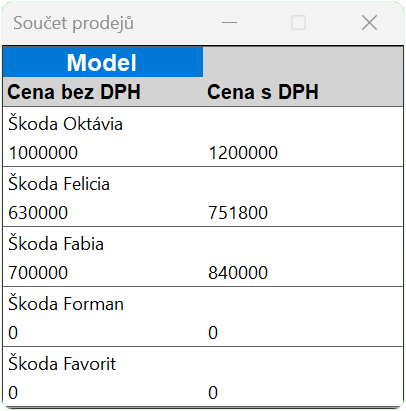 Součet prodejů
Model
Cena bez DPH Cena s DPH
Škoda Oktávia
1000000 1200000
Škoda Felicia
630000 751800
Škoda Fabia
700000 840000
Škoda Forman
0 0
Škoda Favorit
0 0